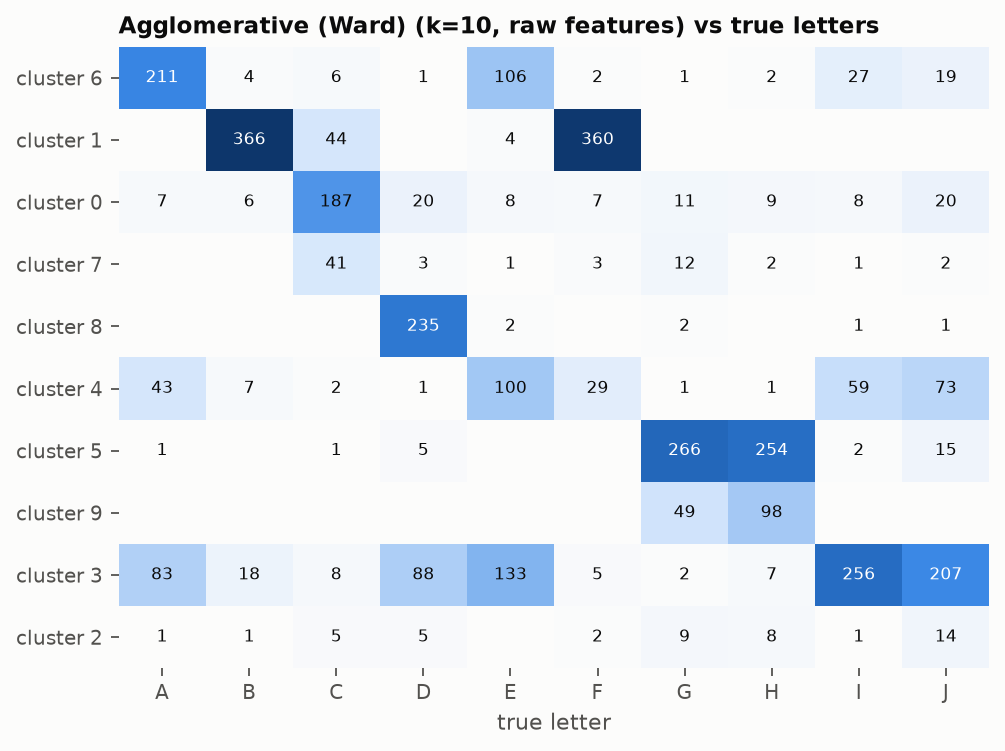 Agglomerative (Ward) (k=10, raw features) vs true letters
cluster 6 211 4 6 1 106 2 1 2 27 19
cluster 1 366 44 4 360
cluster 0 7 6 187 20 8 7 11 9 8 20
cluster 7 41 3 1 3 12 2 1 2
cluster 8 235 2 2 1 1
cluster 4 43 7 2 1 100 29 1 1 59 73
cluster 5 1 1 5 266 254 2 15
cluster 9 49 98
cluster 3 83 18 8 88 133 5 2 7 256 207
cluster 2 1 1 5 5 2 9 8 1 14
A B C D E F G H I J
true letter